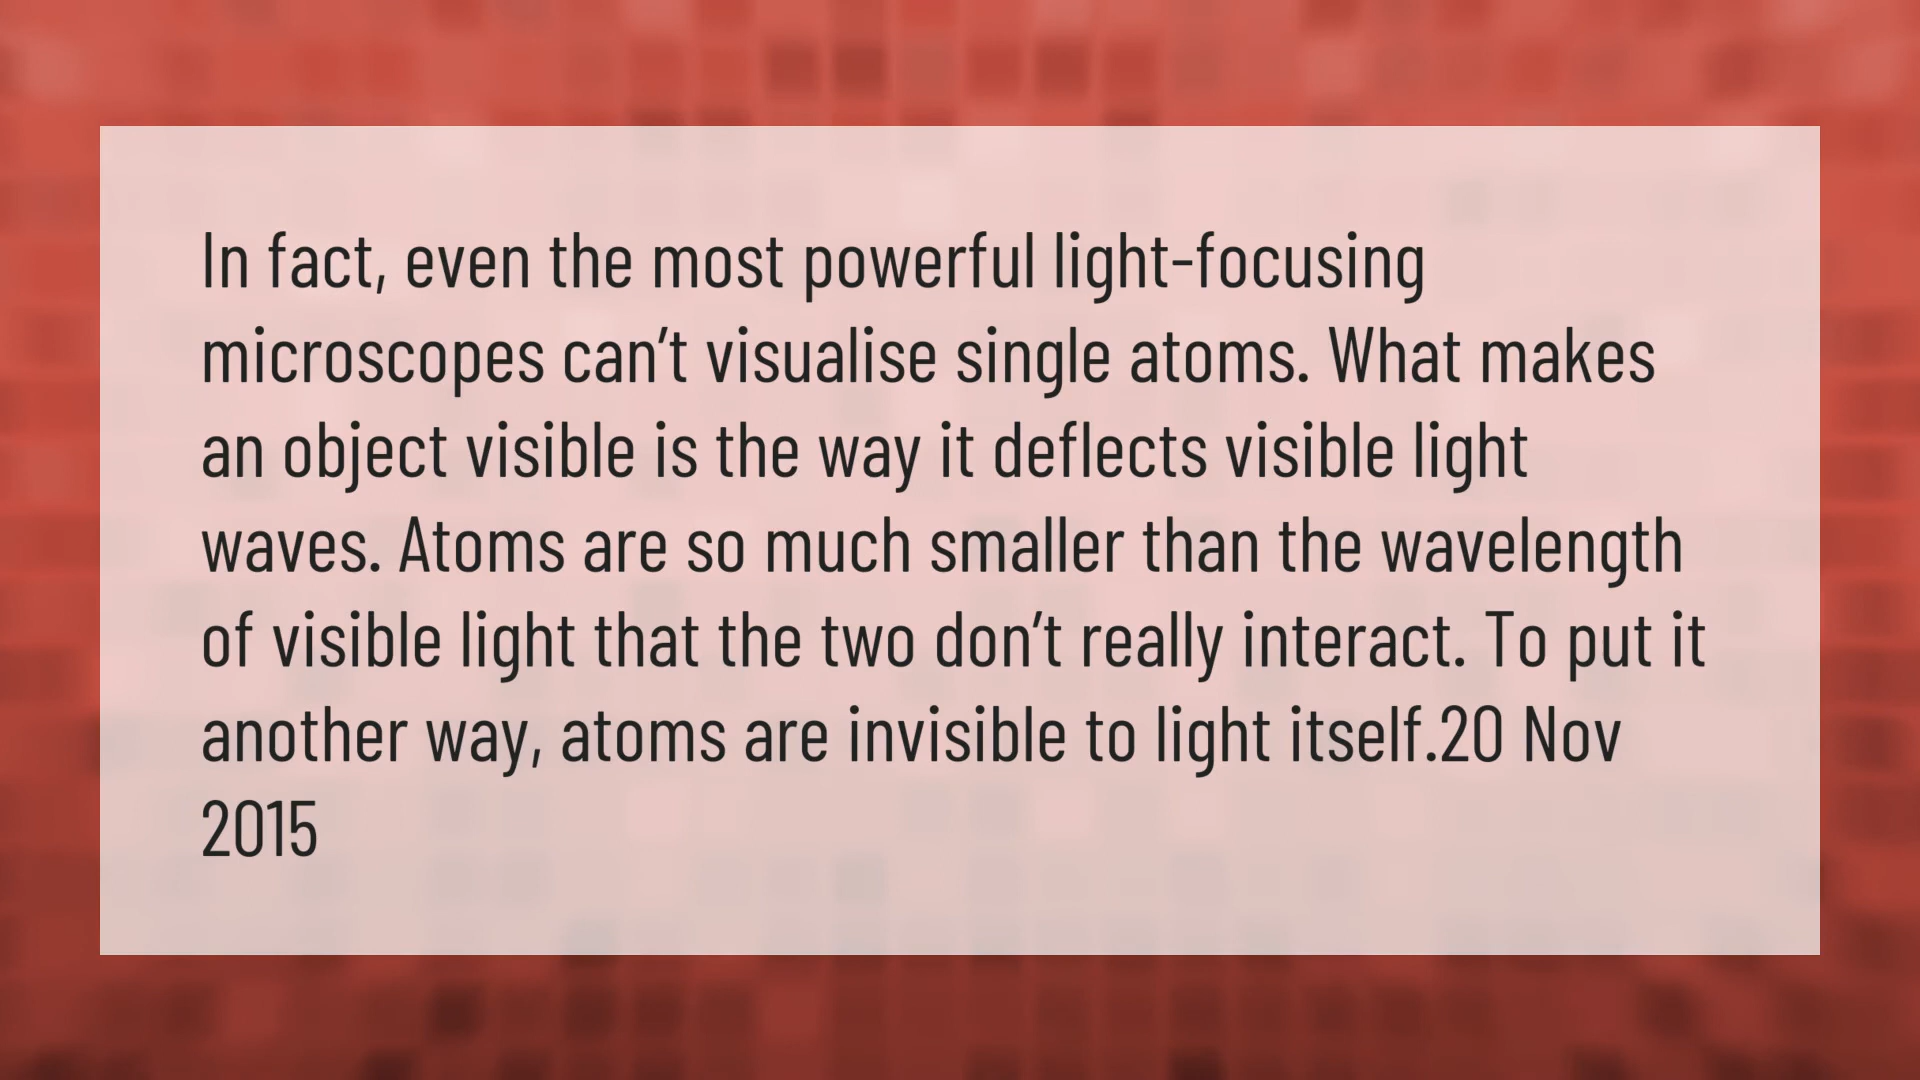 In fact, even the most powerful light-focusing
microscopes can’t visualise single atoms. What makes
an object visible is the way it deflects visible light
waves. Atoms are so much smaller than the wavelength
of visible light that the two don’t really interact. To put it
another way, atoms are invisible to light itself.20 Nov
2015